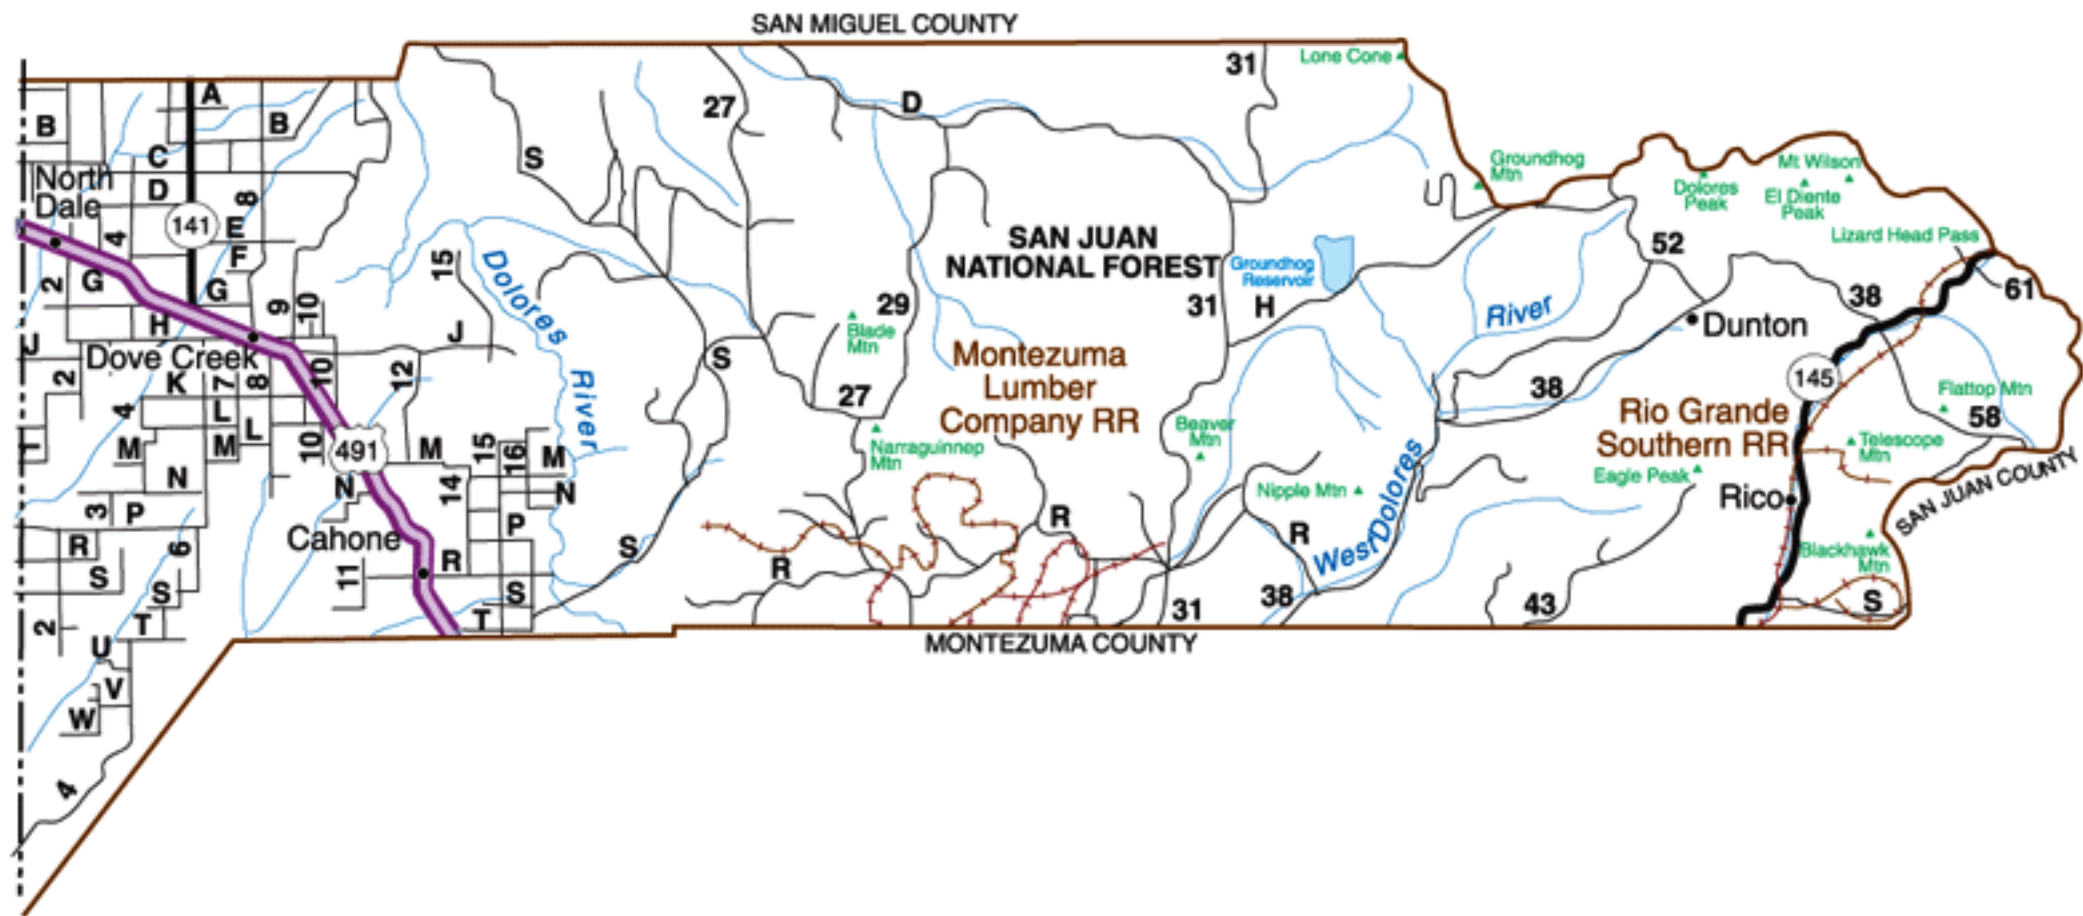 SAN MIGUEL COUNTY
Lone Cone
31
27
D
A
B
B
C
S
North
Dale
D
8
141
E
F
4
G
2
G
9
10
H
J
Dove Creek
2
K
7
8
10
12
J
15
Dolores
River
4
L
M
M
L
10
491
M
T
N
N
3
P
R
S
6
S
T
2
U
V
W
4
Cahone
11
R
14
15
16
M
N
P
S
T
S
S
27
29
Blade
Mtn
Narraguinnep
Mtn
SAN JUAN
NATIONAL FOREST
Montezuma
Lumber
Company RR
R
R
31
H
Groundhog
Reservoir
Beaver
Mtn
Nipple Mtn
R
31
38
West Dolores
River
Groundhog
Mtn
Dolores
Peak
Mt Wilson
El Diente
Peak
Lizard Head Pass
52
Dunton
38
38
61
145
Rio Grande
Southern RR
Flattop Mtn
58
Telescope
Mtn
Eagle Peak
Rico
SAN JUAN COUNTY
Blackhawk
Mtn
S
43
MONTEZUMA COUNTY